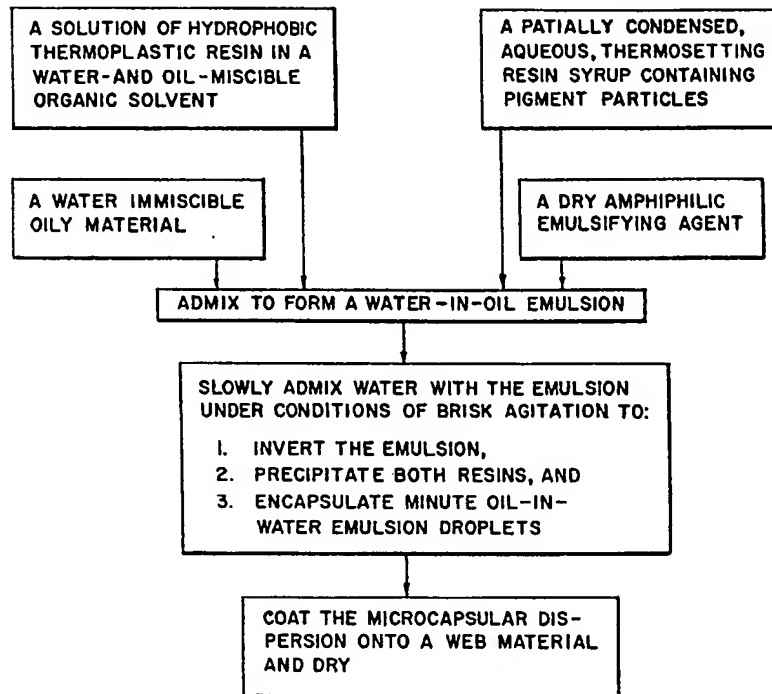 A SOLUTION OF HYDROPHOBIC
THERMOPLASTIC RESIN IN A
WATER-AND OIL-MISCIBLE
ORGANIC SOLVENT
A PATIALLY CONDENSED,
AQUEOUS, THERMOSETTING
RESIN SYRUP CONTAINING
PIGMENT PARTICLES
A WATER IMMISCIBLE
OILY MATERIAL
A DRY AMPHIPHILIC
EMULSIFYING AGENT
ADMIX TO FORM A WATER-IN-OIL EMULSION
SLOWLY ADMIX WATER WITH THE EMULSION
UNDER CONDITIONS OF BRISK AGITATION TO:
1. INVERT THE EMULSION,
2. PRECIPITATE BOTH RESINS, AND
3. ENCAPSULATE MINUTE OIL-IN-
WATER EMULSION DROPLETS
COAT THE MICROCAPSULAR DIS-
PERSION ONTO A WEB MATERIAL
AND DRY